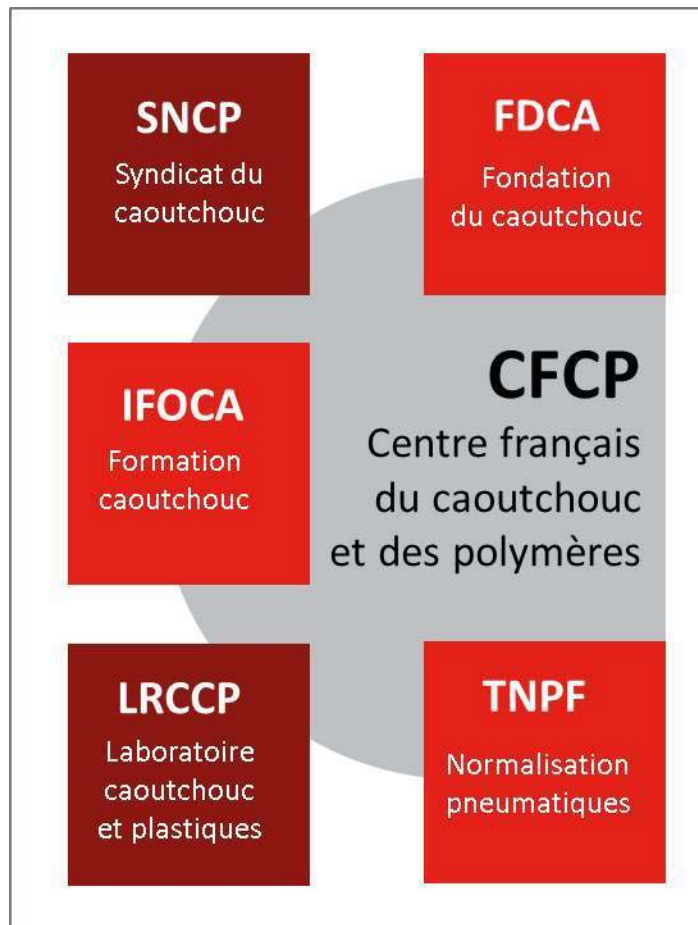 SNCP
Syndicat du
caoutchouc
FDCA
Fondation
du caoutchouc
IFOCA
Formation
caoutchouc
CFCP
Centre français
du caoutchouc
et des polymères
LRCCP
Laboratoire
caoutchouc
et plastiques
TNPF
Normalisation
pneumatiques